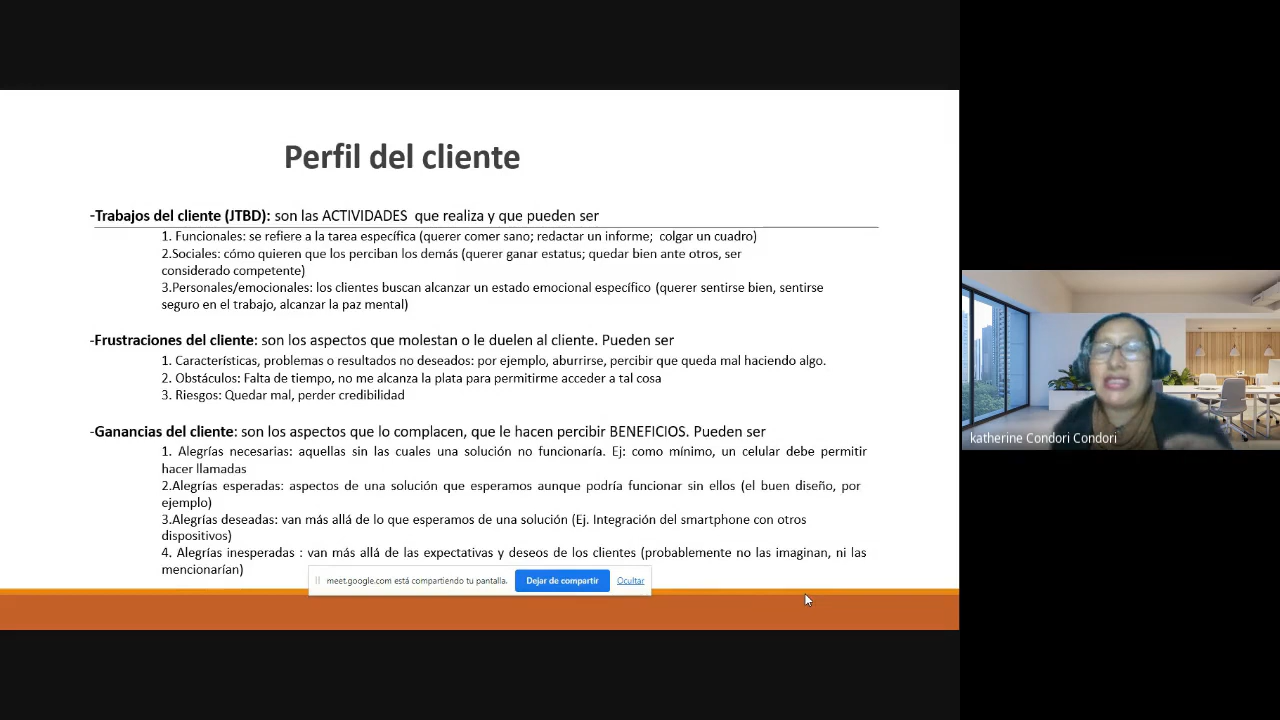 Perfil del cliente
-Trabajos del cliente (JTBD): son las ACTIVIDADES que realiza y que pueden ser
1. Funcionales: se refiere a la tarea específica (querer comer sano; redactar un informe; colgar un cuadro)
2.Sociales: cómo quieren que los perciban los demás (querer ganar estatus; quedar bien ante otros, ser
considerado competente)
3.Personales/emocionales: los clientes buscan alcanzar un estado emocional específico (querer sentirse bien, sentirse
seguro en el trabajo, alcanzar la paz mental)
-Frustraciones del cliente: son los aspectos que molestan o le duelen al cliente. Pueden ser
1. Características, problemas o resultados no deseados: por ejemplo, aburrirse, percibir que queda mal haciendo algo.
2. Obstáculos: Falta de tiempo, no me alcanza la plata para permitirme acceder a tal cosa
3. Riesgos: Quedar mal, perder credibilidad
-Ganancias del cliente: son los aspectos que lo complacen, que le hacen percibir BENEFICIOS. Pueden ser
1. Alegrías necesarias: aquellas sin las cuales una solución no funcionaría. Ej: como mínimo, un celular debe permitir
hacer llamadas
2.Alegrías esperadas: aspectos de una solución que esperamos aunque podría funcionar sin ellos (el buen diseño, por
ejemplo)
3.Alegrías deseadas: van más allá de lo que esperamos de una solución (Ej. Integración del smartphone con otros
dispositivos)
4. Alegrías inesperadas : van más allá de las expectativas y deseos de los clientes (probablemente no las imaginan, ni las
mencionarían)
meet.google.com está compartiendo tu pantalla.
Dejar de compartir
Ocultar
katherine Condori Condori